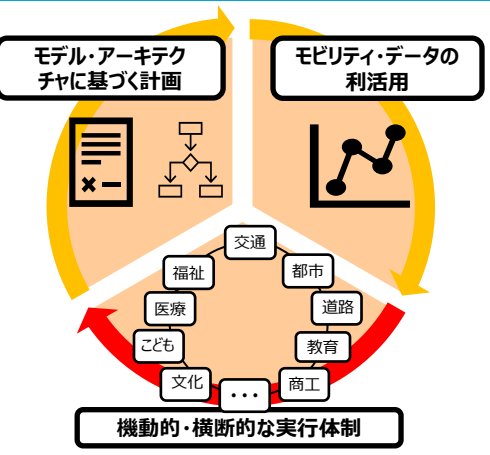 モデル・アーキテク
チャに基づく計画
モビリティ・データの
利活用
交通
福祉
都市
医療
道路
こども
教育
文化
・・・
商工
機動的・横断的な実行体制